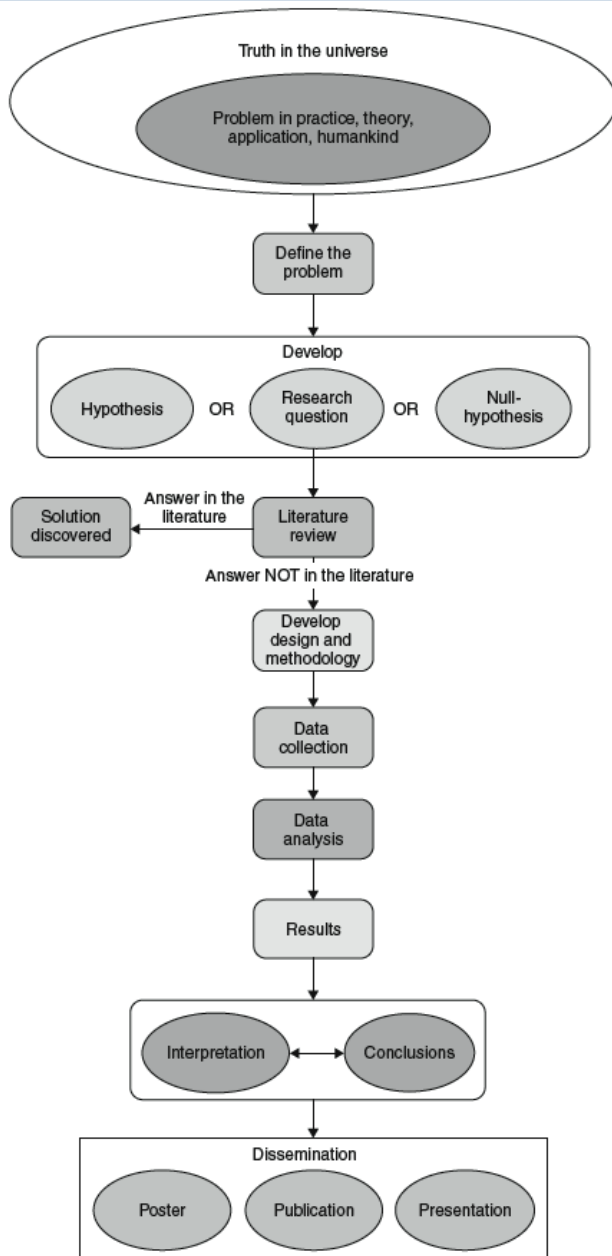 Truth in the universe
Problem in practice, theory,
application, humankind
Define the
problem
Develop
Hypothesis OR Research
question OR Null-
hypothesis
Answer in the
literature
Solution
discovered
Literature
review
Answer NOT in the literature
Develop
design and
methodology
Data
collection
Data
analysis
Results
Interpretation Conclusions
Dissemination
Poster Publication Presentation